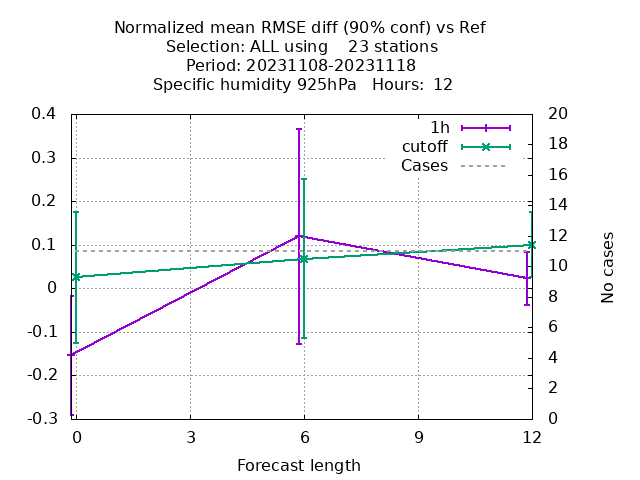 Normalized mean RMSE diff (90% conf) vs Ref
Selection: ALL using    23 stations
Period: 20231108-20231118
Specific humidity 925hPa   Hours:  12
1h
cutoff
Cases
0.4
0.3
0.2
0.1
0
-0.1
-0.2
-0.3
20
18
16
14
12
10
8
6
4
2
0
No cases
0 3 6 9 12
Forecast length